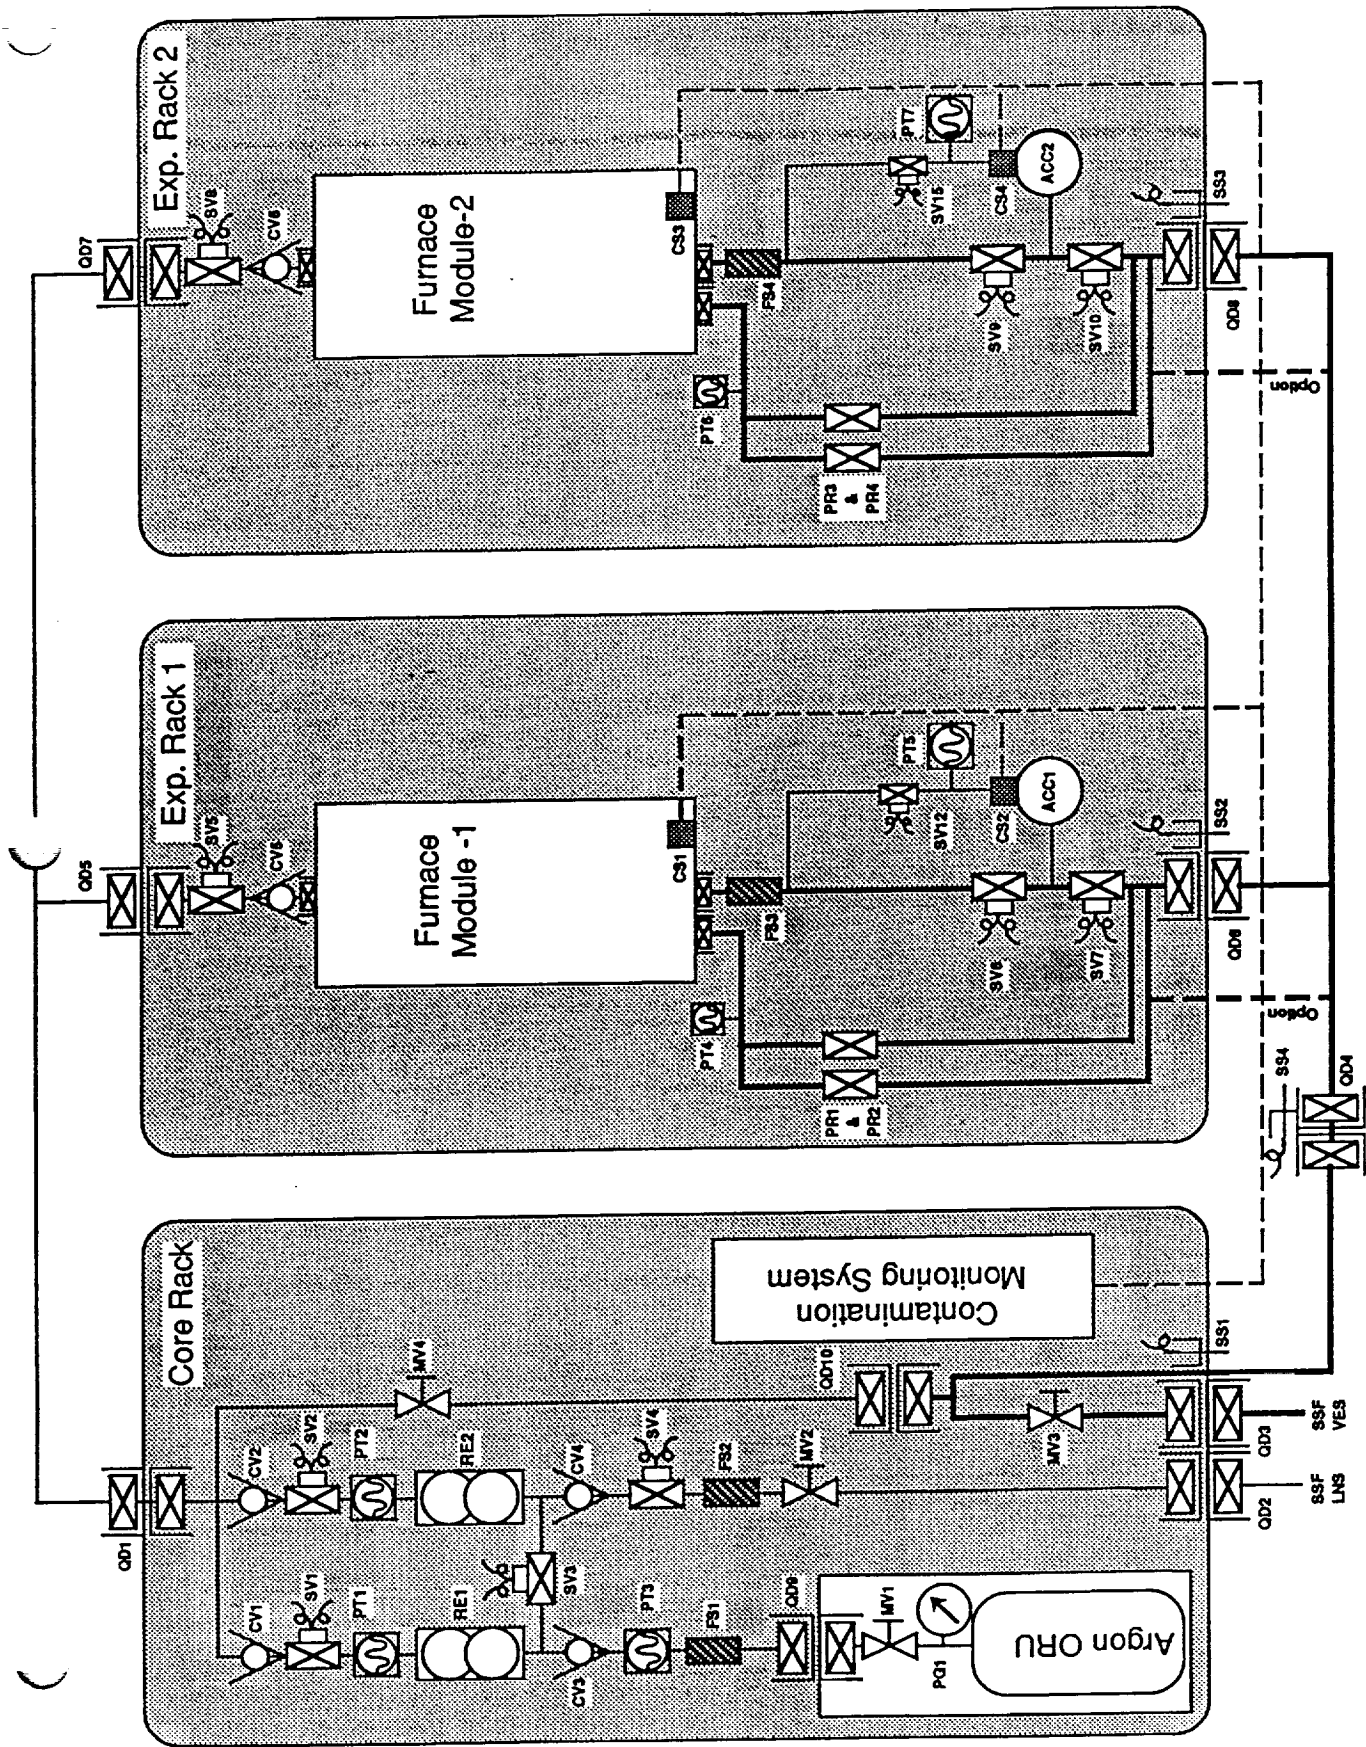 Exp. Rack 2
QD7
SV8
CV6
Furnace
Module-2
CS3
FS4
PT6
PR3
&
PR4
SV15
PT7
CS4
ACC2
SV9
SV10
SS3
QD8
Option
Exp. Rack 1
QD5
SV5
CV5
Furnace
Module -1
CS1
FS3
PT4
PR1
&
PR2
SV12
PT5
CS2
ACC1
SV6
SV7
SS2
QD6
Option
SS4
QD4
Core Rack
QD1
CV1
SV1
PT1
RE1
CV2
SV2
PT2
RE2
MV4
SV3
CV3
PT3
FS1
QD9
CV4
SV4
FS2
MV2
QD10
MV3
Contamination
Monitoring System
SS1
MV1
PG1
Argon ORU
QD2
QD3
SSF
LNS
SSF
VES